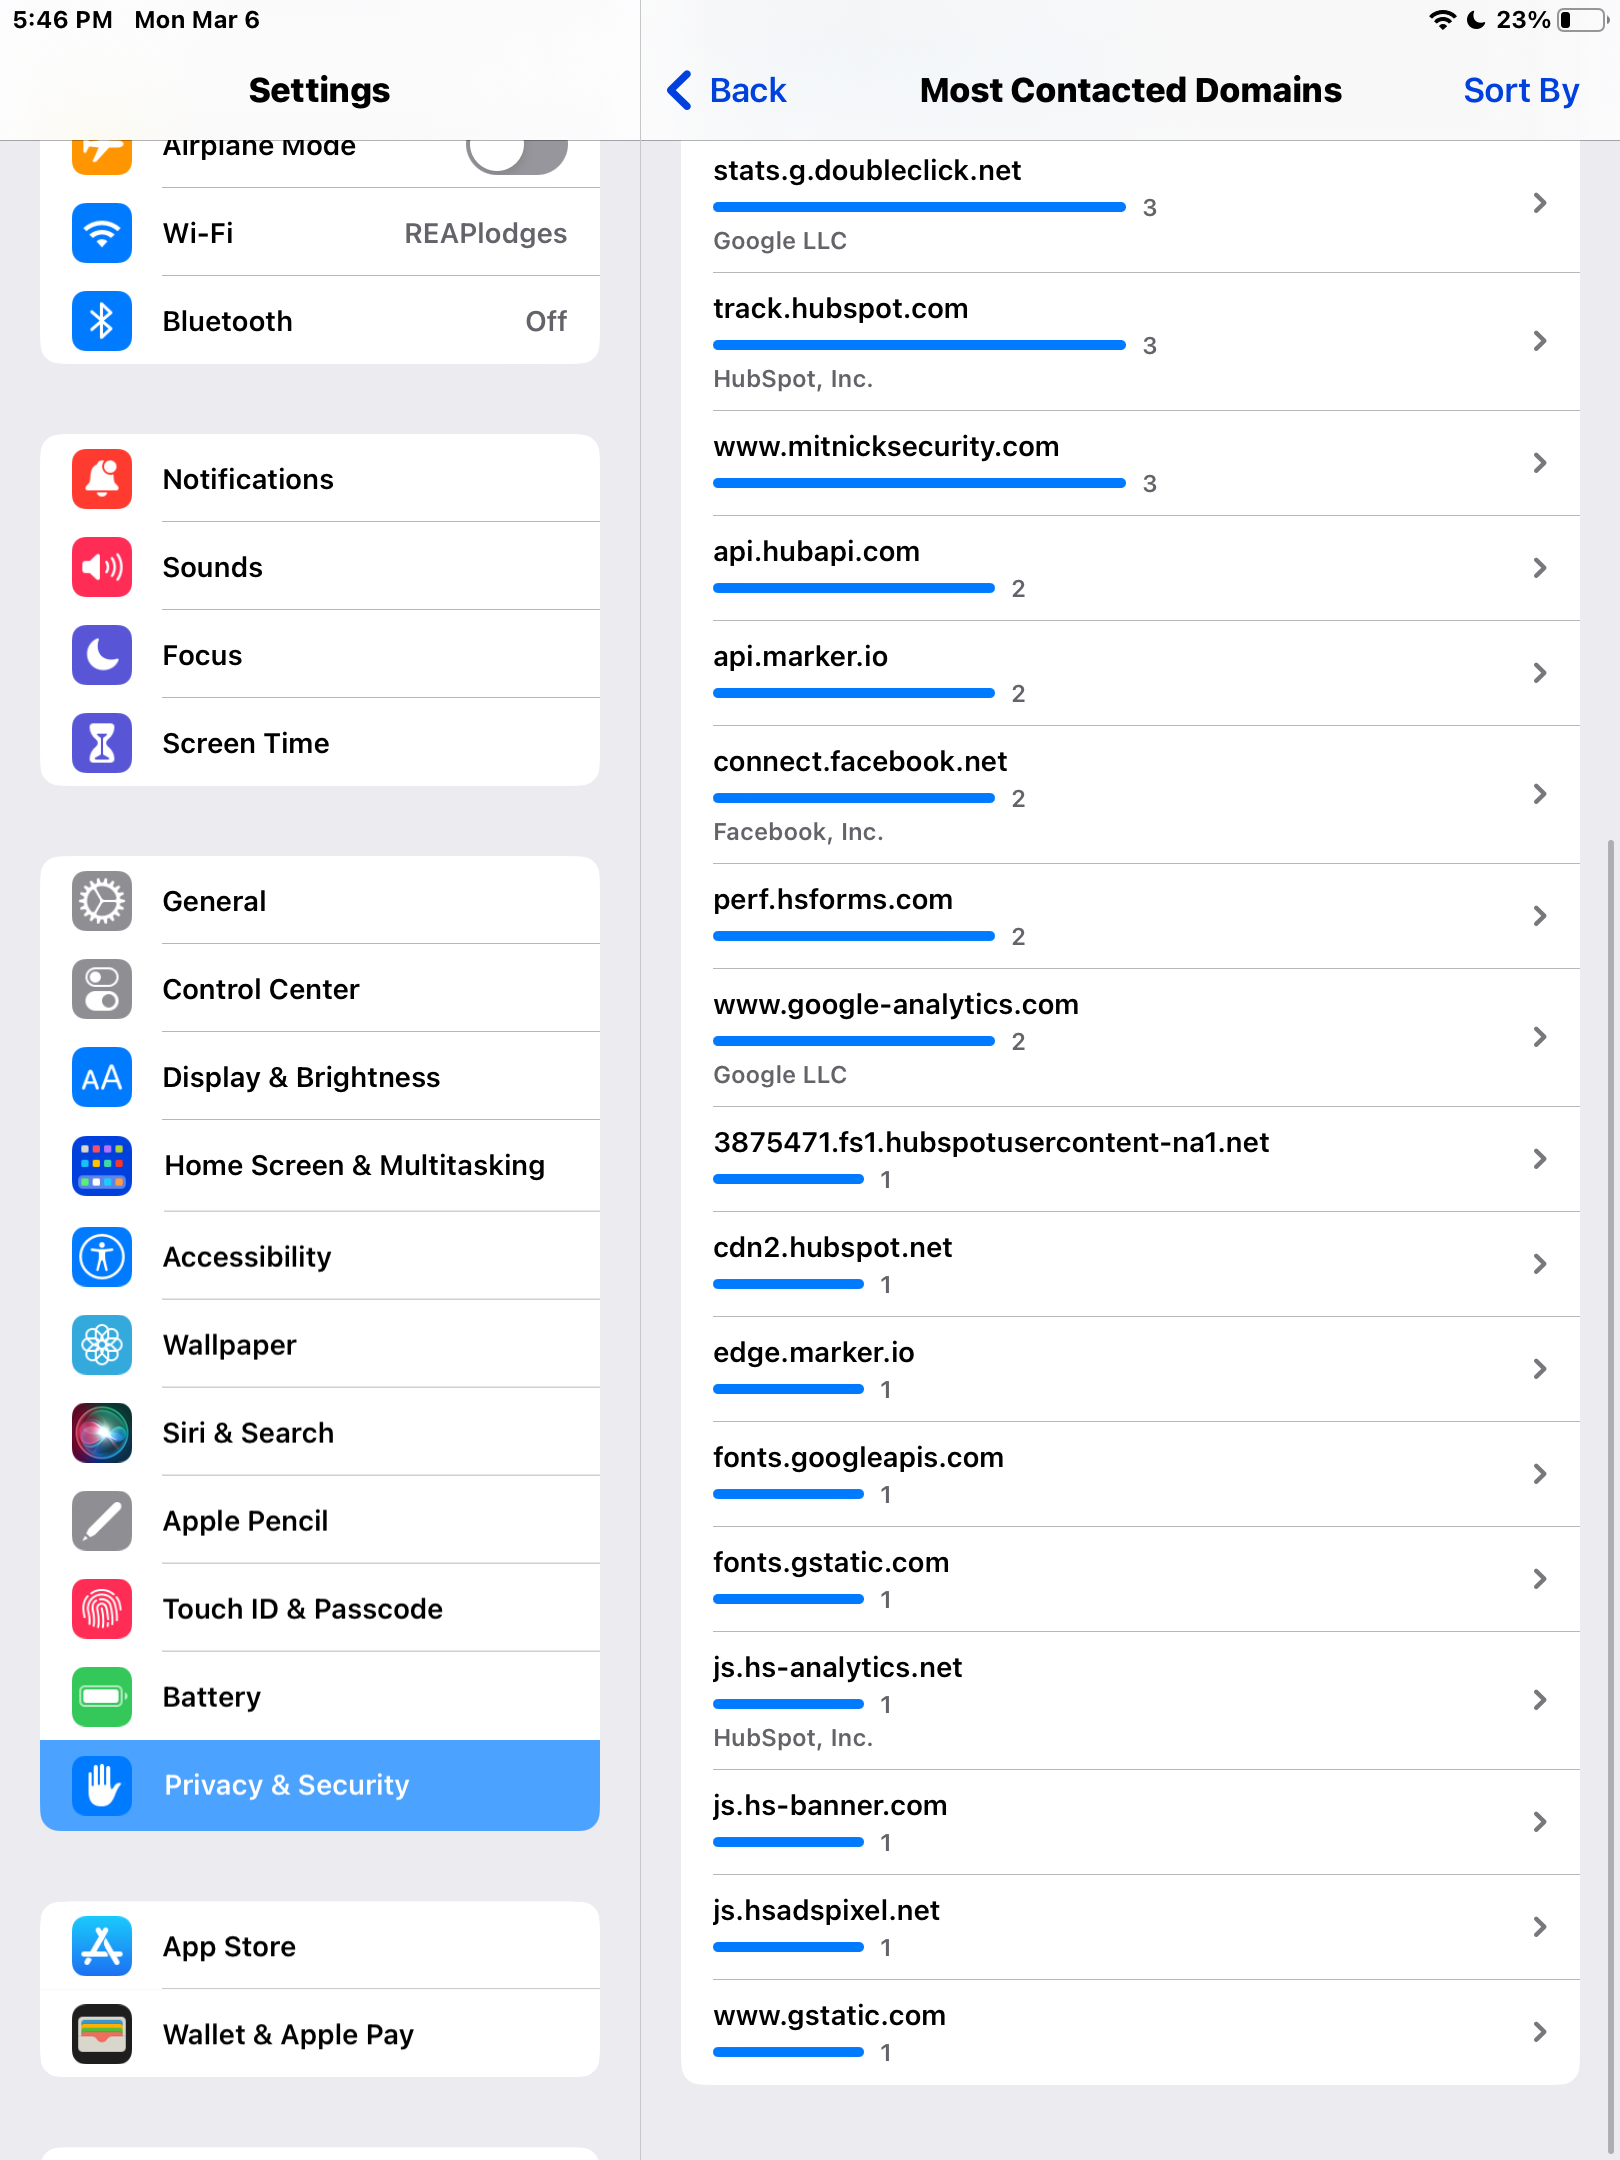 5:46 PM Mon Mar 6
23%
Settings
Airplane Mode
Wi-Fi REAPlodges
Bluetooth Off
Notifications
Sounds
Focus
Screen Time
General
Control Center
AA Display & Brightness
Home Screen & Multitasking
Accessibility
Wallpaper
Siri & Search
Apple Pencil
Touch ID & Passcode
Battery
Privacy & Security
App Store
Wallet & Apple Pay
Back Most Contacted Domains Sort By
stats.g.doubleclick.net
3
Google LLC
track.hubspot.com
3
HubSpot, Inc.
www.mitnicksecurity.com
3
api.hubapi.com
2
api.marker.io
2
connect.facebook.net
2
Facebook, Inc.
perf.hsforms.com
2
www.google-analytics.com
2
Google LLC
3875471.fs1.hubspotusercontent-na1.net
1
cdn2.hubspot.net
1
edge.marker.io
1
fonts.googleapis.com
1
fonts.gstatic.com
1
js.hs-analytics.net
1
HubSpot, Inc.
js.hs-banner.com
1
js.hsadspixel.net
1
www.gstatic.com
1